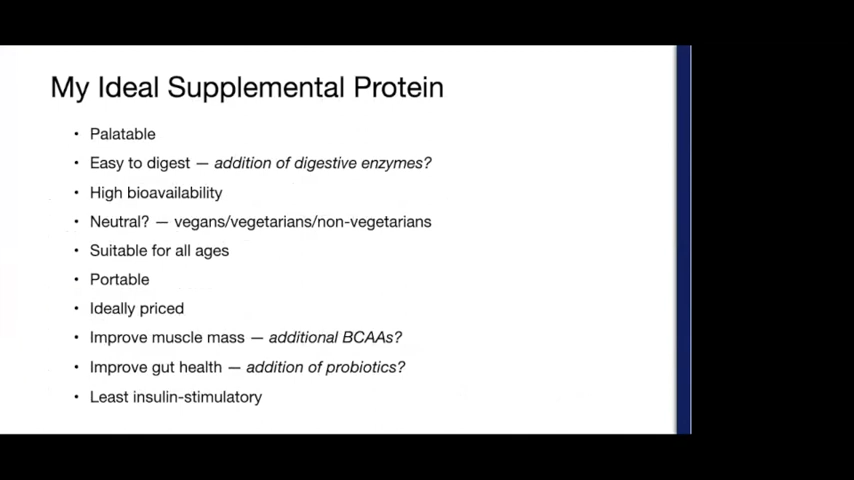 My Ideal Supplemental Protein
• Palatable
• Easy to digest — addition of digestive enzymes?
• High bioavailability
• Neutral? — vegans/vegetarians/non-vegetarians
• Suitable for all ages
• Portable
• Ideally priced
• Improve muscle mass — additional BCAAs?
• Improve gut health — addition of probiotics?
• Least insulin-stimulatory